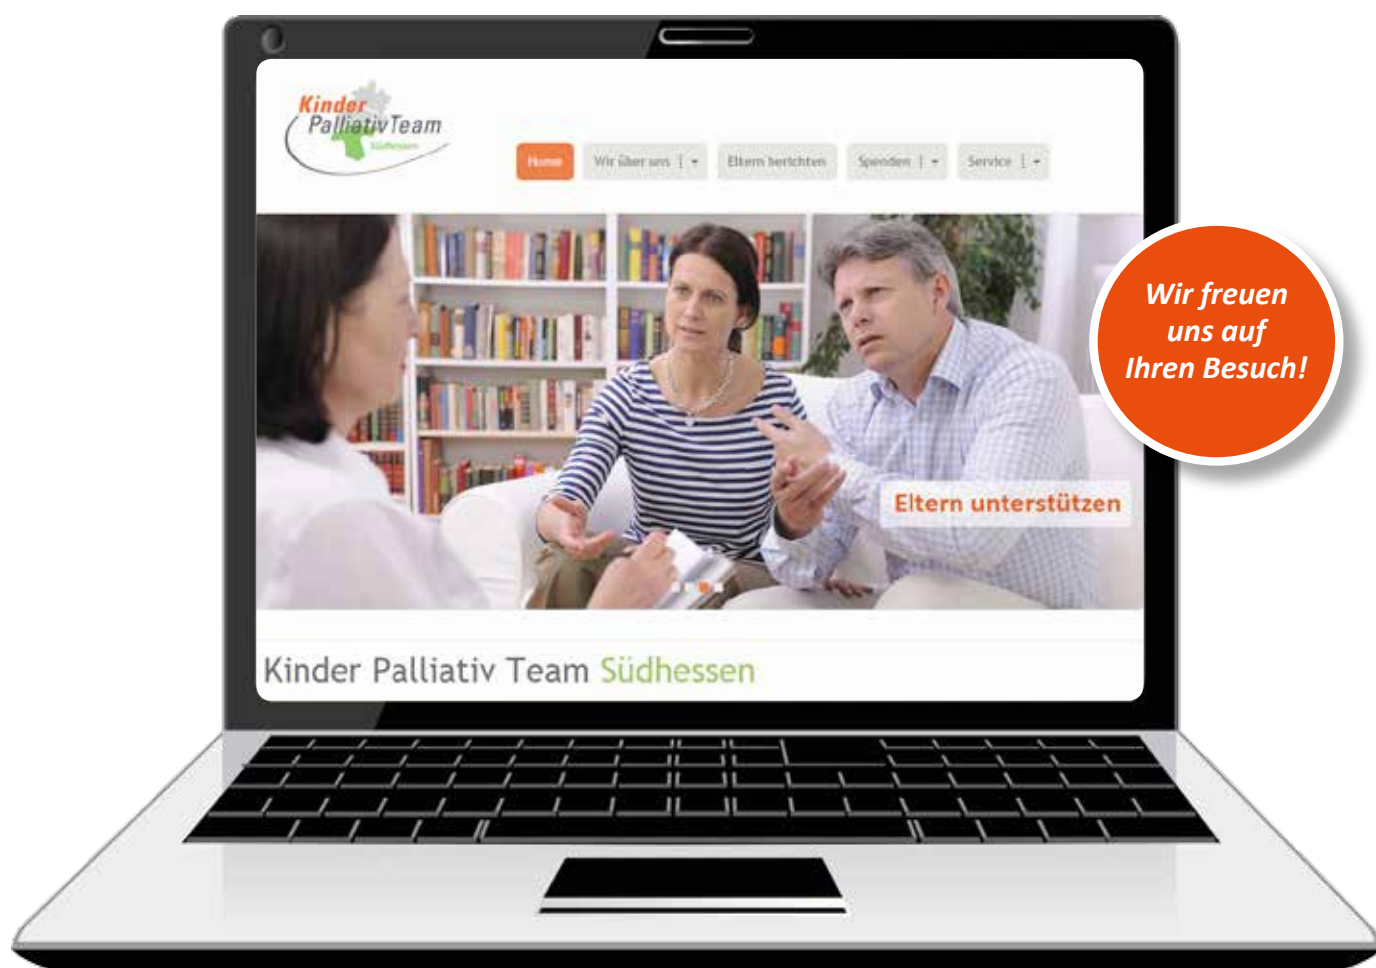 Kinder
PalliativTeam
Südhessen
Home
Wir über uns
Eltern berichten
Spenden
Service
Wir freuen
uns auf
Ihren Besuch!
Eltern unterstützen
Kinder Palliativ Team Südhessen